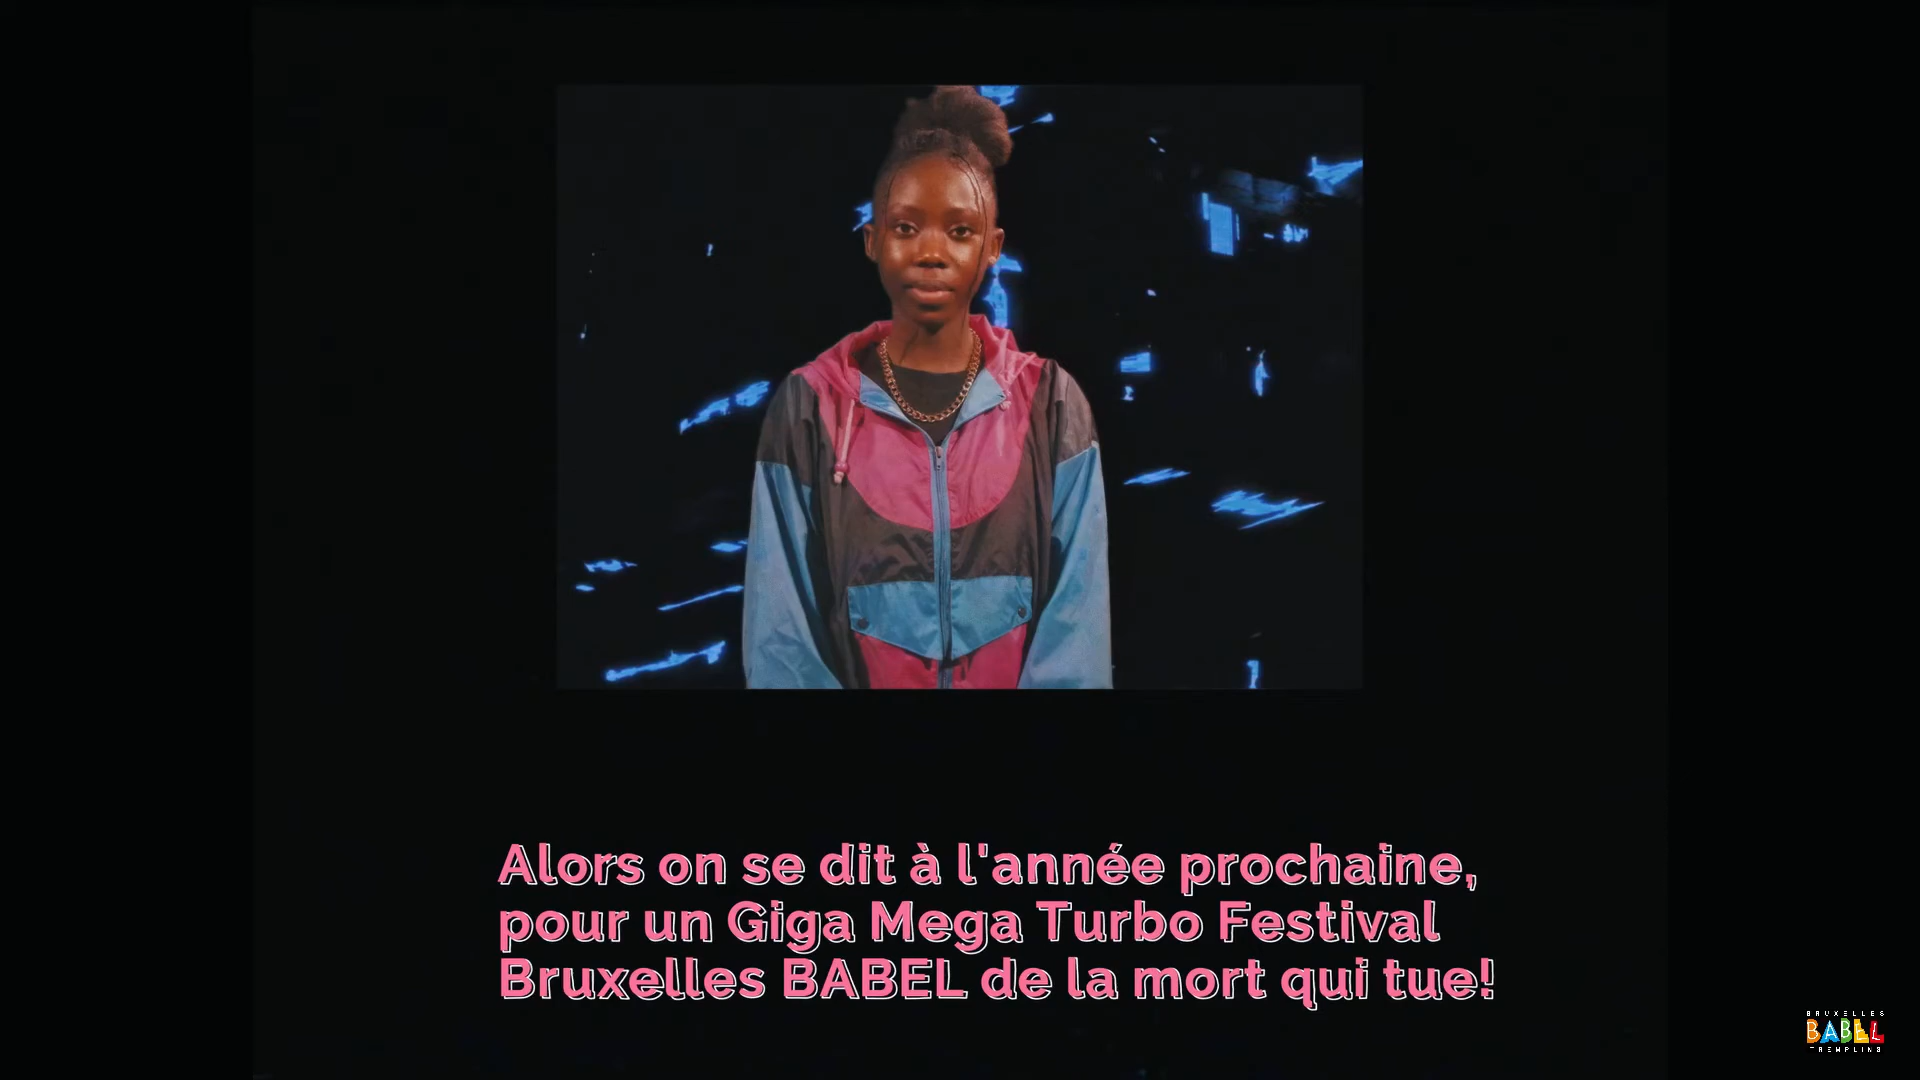 Alors on se dit à l'année prochaine,
pour un Giga Mega Turbo Festival
Bruxelles BABEL de la mort qui tue!
BRUXELLES
BABEL
TREMPLINS